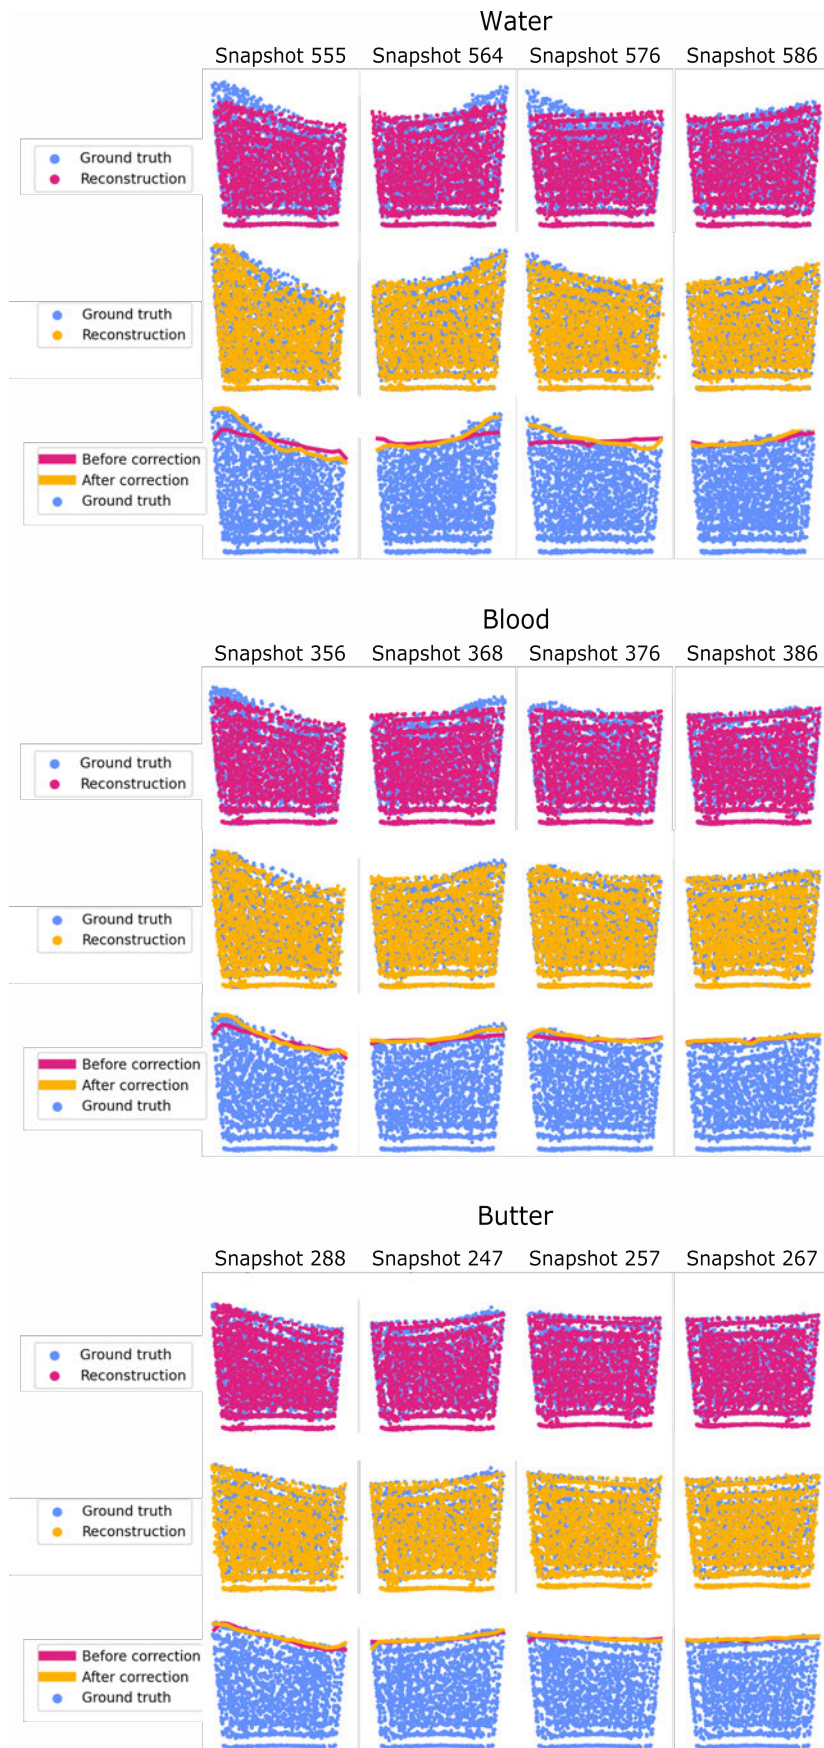 Water
Snapshot 555 Snapshot 564 Snapshot 576 Snapshot 586
Ground truth
Reconstruction
Ground truth
Reconstruction
Before correction
After correction
Ground truth
Blood
Snapshot 356 Snapshot 368 Snapshot 376 Snapshot 386
Ground truth
Reconstruction
Ground truth
Reconstruction
Before correction
After correction
Ground truth
Butter
Snapshot 288 Snapshot 247 Snapshot 257 Snapshot 267
Ground truth
Reconstruction
Ground truth
Reconstruction
Before correction
After correction
Ground truth